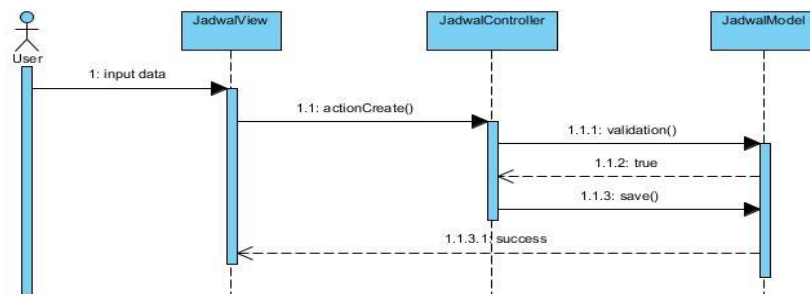 JadwalView
JadwalController
JadwalModel
User
1: input data
1.1: actionCreate()
1.1.1: validation()
1.1.2: true
1.1.3: save()
1.1.3.1: success